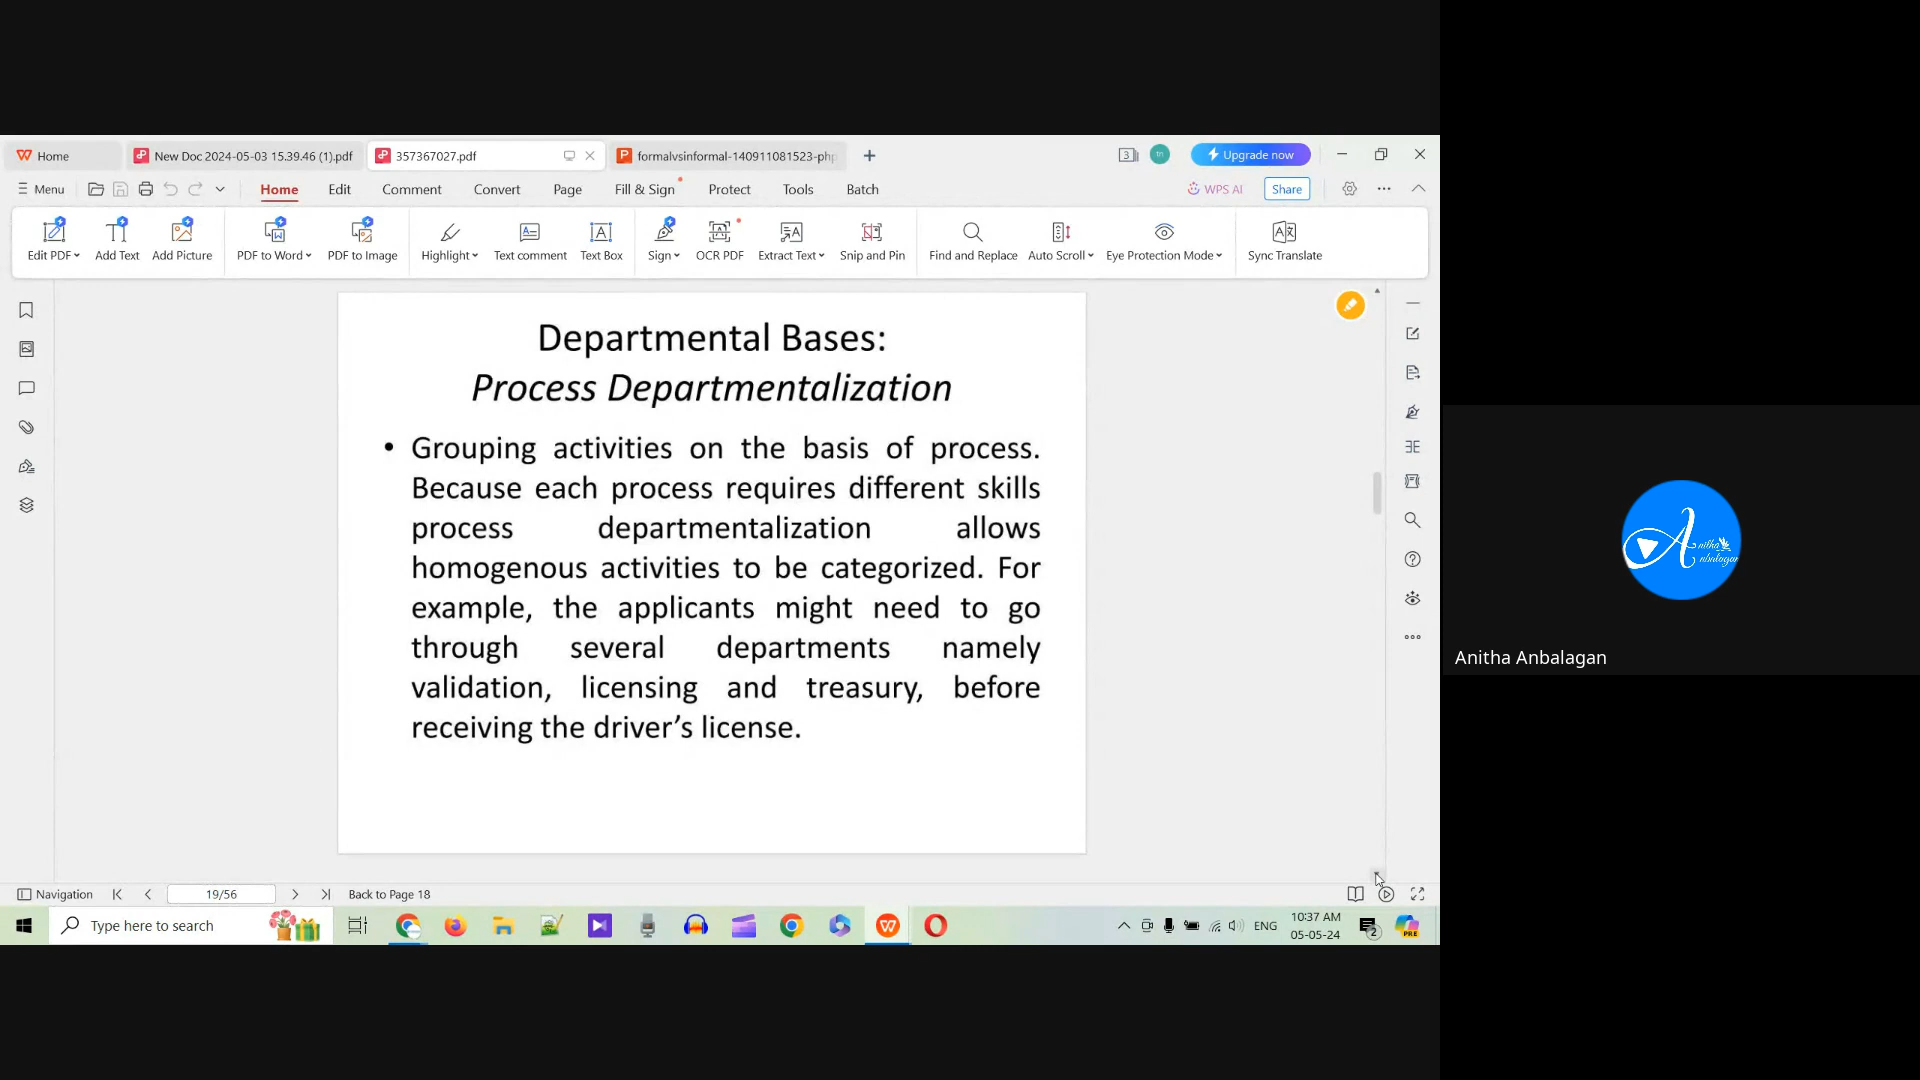 Home
New Doc 2024-05-03 15.39.46 (1).pdf
357367027.pdf
formalvsinformal-140911081523-php
3
Upgrade now
Menu
Home
Edit
Comment
Convert
Page
Fill & Sign
Protect
Tools
Batch
WPS AI
Share
Edit PDF
Add Text
Add Picture
PDF to Word
PDF to Image
Highlight
Text comment
Text Box
Sign
OCR PDF
Extract Text
Snip and Pin
Find and Replace
Auto Scroll
Eye Protection Mode
Sync Translate
Departmental Bases:
Process Departmentalization
• Grouping activities on the basis of process.
Because each process requires different skills
process departmentalization allows
homogenous activities to be categorized. For
example, the applicants might need to go
through several departments namely
validation, licensing and treasury, before
receiving the driver’s license.
Anitha Anbalagan
Navigation
19/56
Back to Page 18
Type here to search
ENG
10:37 AM
05-05-24
2
PRE